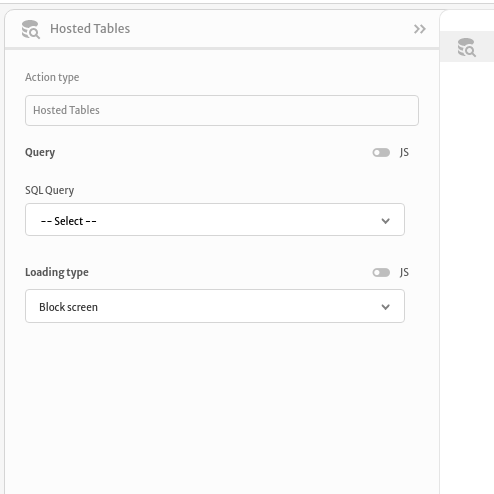 Hosted Tables
Action type
Hosted Tables
Query
JS
SQL Query
-- Select --
Loading type
JS
Block screen